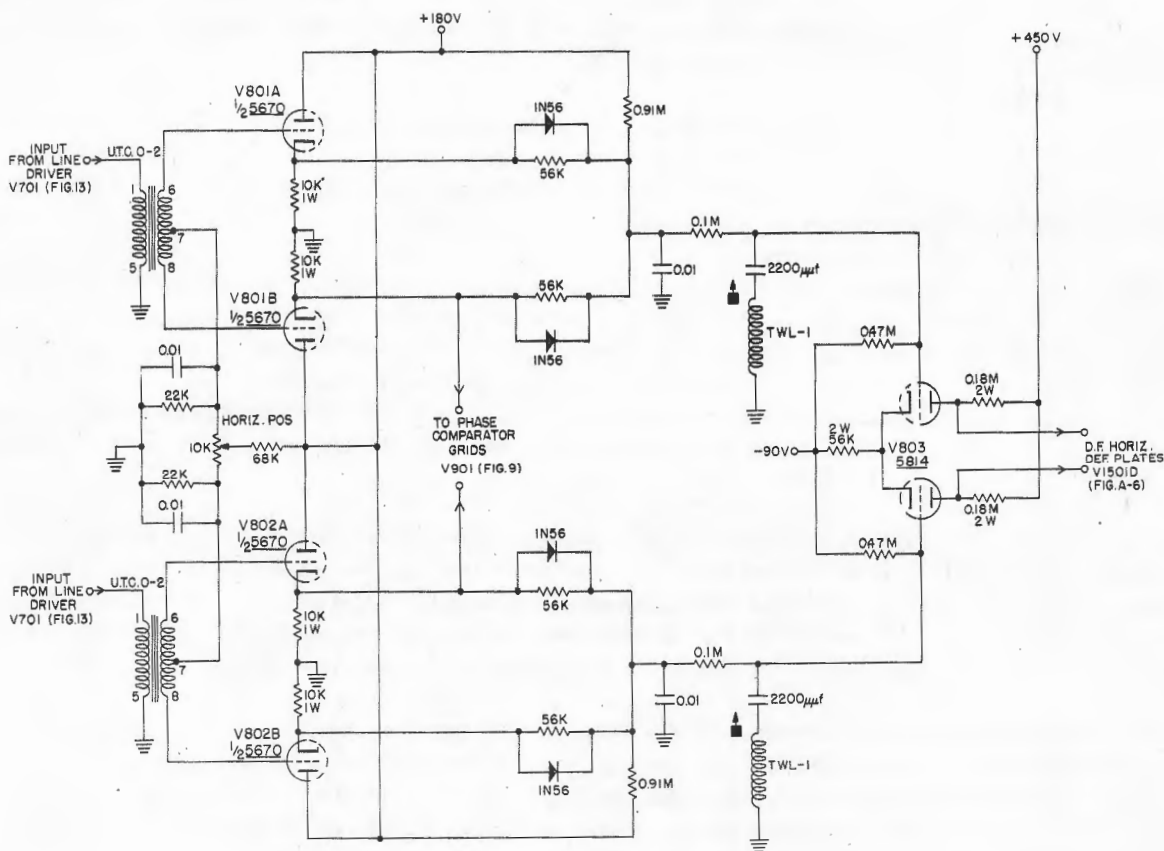 +180V
+450V
V801A
1/2 5670
INPUT
FROM LINE
DRIVER
V701 (FIG.13)
U.T.C. O-2
1
6
7
5
8
10K
1W
10K
1W
1N56
56K
0.91M
0.1M
0.01
2200μμf
TWL-1
56K
1N56
V801B
1/2 5670
0.01
22K
HORIZ. POS
10K
68K
22K
0.01
TO PHASE
COMPARATOR
GRIDS
V901 (FIG.9)
0.47M
0.18M
2W
2W
56K
-90V
V803
5814
0.18M
2W
0.47M
D.F. HORIZ.
DEF. PLATES
V1501D
(FIG.A-6)
V802A
1/2 5670
INPUT
FROM LINE
DRIVER
V701 (FIG.13)
U.T.C. O-2
1
6
7
5
8
10K
1W
10K
1W
1N56
56K
0.1M
0.01
2200μμf
TWL-1
56K
1N56
0.91M
V802B
1/2 5670